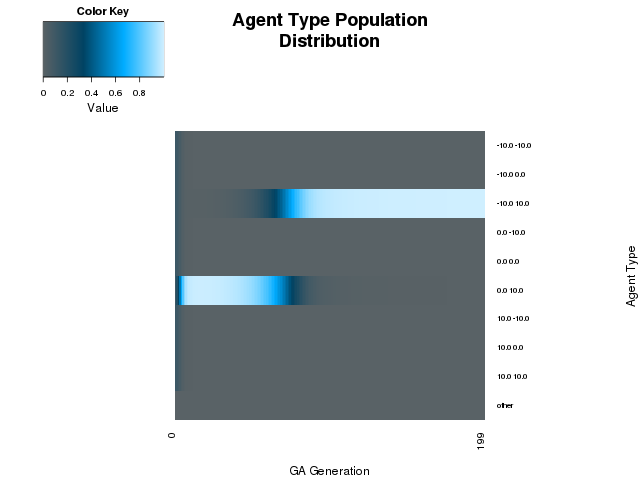 Color Key
0 0.2 0.4 0.6 0.8
Value
Agent Type Population
Distribution
-10.0 -10.0
-10.0 0.0
-10.0 10.0
0.0 -10.0
0.0 0.0
0.0 10.0
10.0 -10.0
10.0 0.0
10.0 10.0
other
Agent Type
0 199
GA Generation